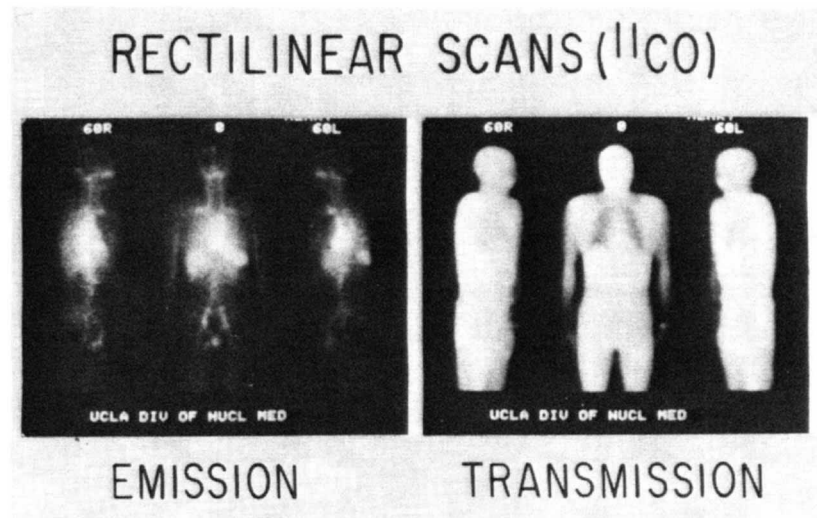 RECTILINEAR SCANS (¹¹CO)
60R 0 60L
60R 0 60L
UCLA DIV OF NUCL MED
UCLA DIV OF NUCL MED
EMISSION
TRANSMISSION